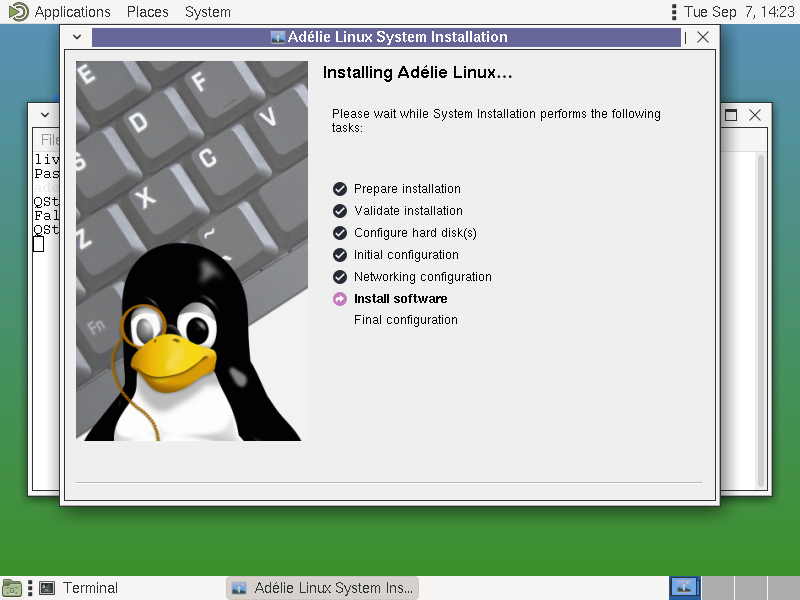 Applications Places System Tue Sep 7, 14:23
Adélie Linux System Installation
Installing Adélie Linux...
Please wait while System Installation performs the following
tasks:
Prepare installation
Validate installation
Configure hard disk(s)
Initial configuration
Networking configuration
Install software
Final configuration
E
F
D
V
S
C
X
Z
~
Fn
File
liv
Pas
QSt
Fal
QSt
Terminal Adélie Linux System Ins...